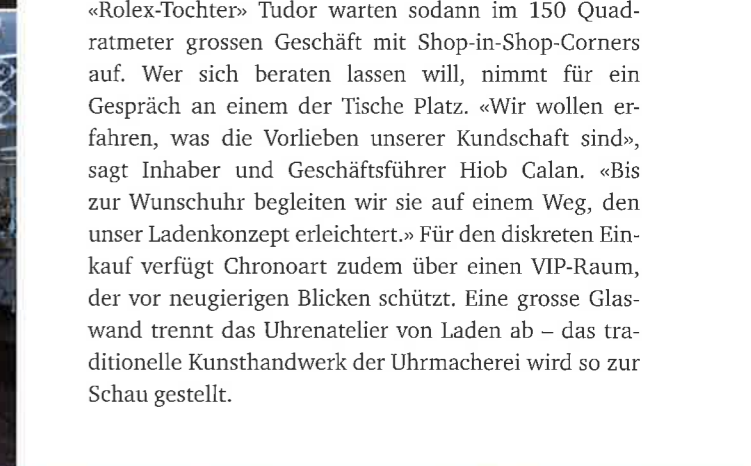 «Rolex-Tochter» Tudor warten sodann im 150 Quad-
ratmeter grossen Geschäft mit Shop-in-Shop-Corners
auf. Wer sich beraten lassen will, nimmt für ein
Gespräch an einem der Tische Platz. «Wir wollen er-
fahren, was die Vorlieben unserer Kundschaft sind»,
sagt Inhaber und Geschäftsführer Hiob Calan. «Bis
zur Wunschuhr begleiten wir sie auf einem Weg, den
unser Ladenkonzept erleichtert.» Für den diskreten Ein-
kauf verfügt Chronoart zudem über einen VIP-Raum,
der vor neugierigen Blicken schützt. Eine grosse Glas-
wand trennt das Uhrenatelier von Laden ab – das tra-
ditionelle Kunsthandwerk der Uhrmacherei wird so zur
Schau gestellt.